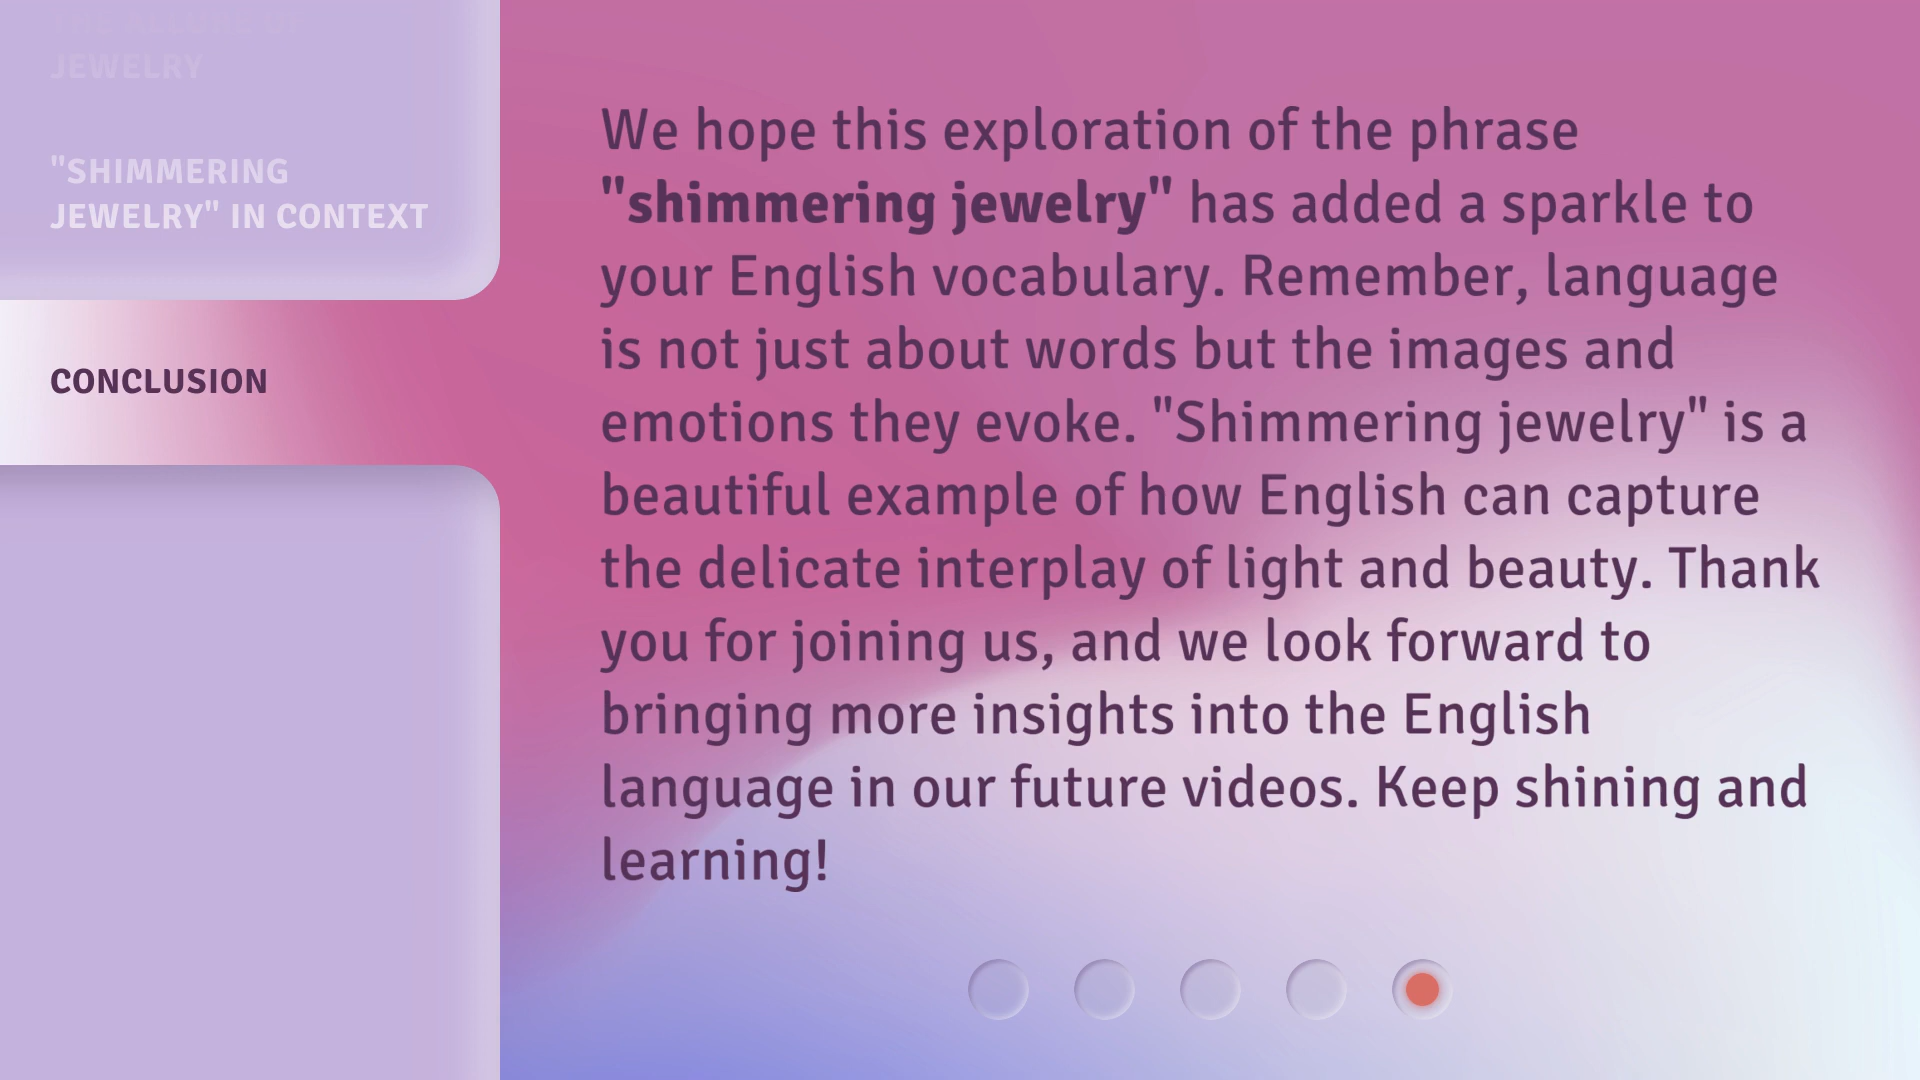 THE ALLURE OF
JEWELRY
"SHIMMERING
JEWELRY" IN CONTEXT
CONCLUSION
We hope this exploration of the phrase
"shimmering jewelry" has added a sparkle to
your English vocabulary. Remember, language
is not just about words but the images and
emotions they evoke. "Shimmering jewelry" is a
beautiful example of how English can capture
the delicate interplay of light and beauty. Thank
you for joining us, and we look forward to
bringing more insights into the English
language in our future videos. Keep shining and
learning!